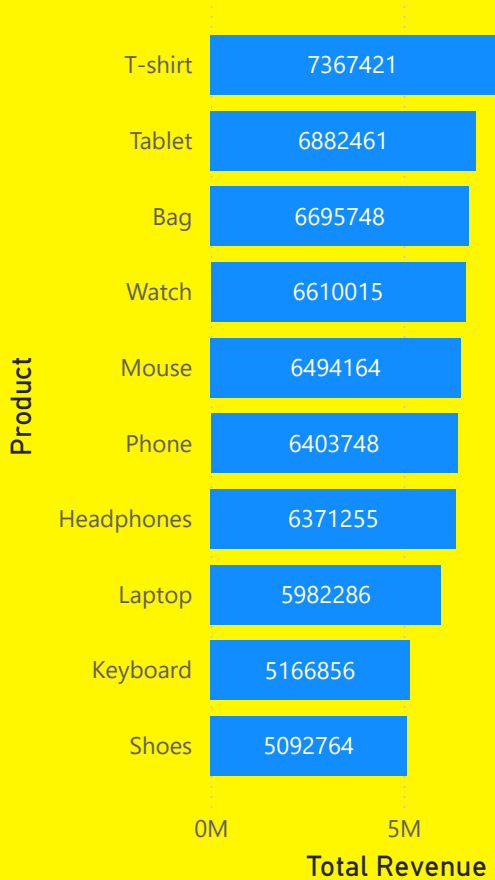 T-shirt 7367421
Tablet 6882461
Bag 6695748
Watch 6610015
Mouse 6494164
Phone 6403748
Headphones 6371255
Laptop 5982286
Keyboard 5166856
Shoes 5092764
Product
0M 5M
Total Revenue